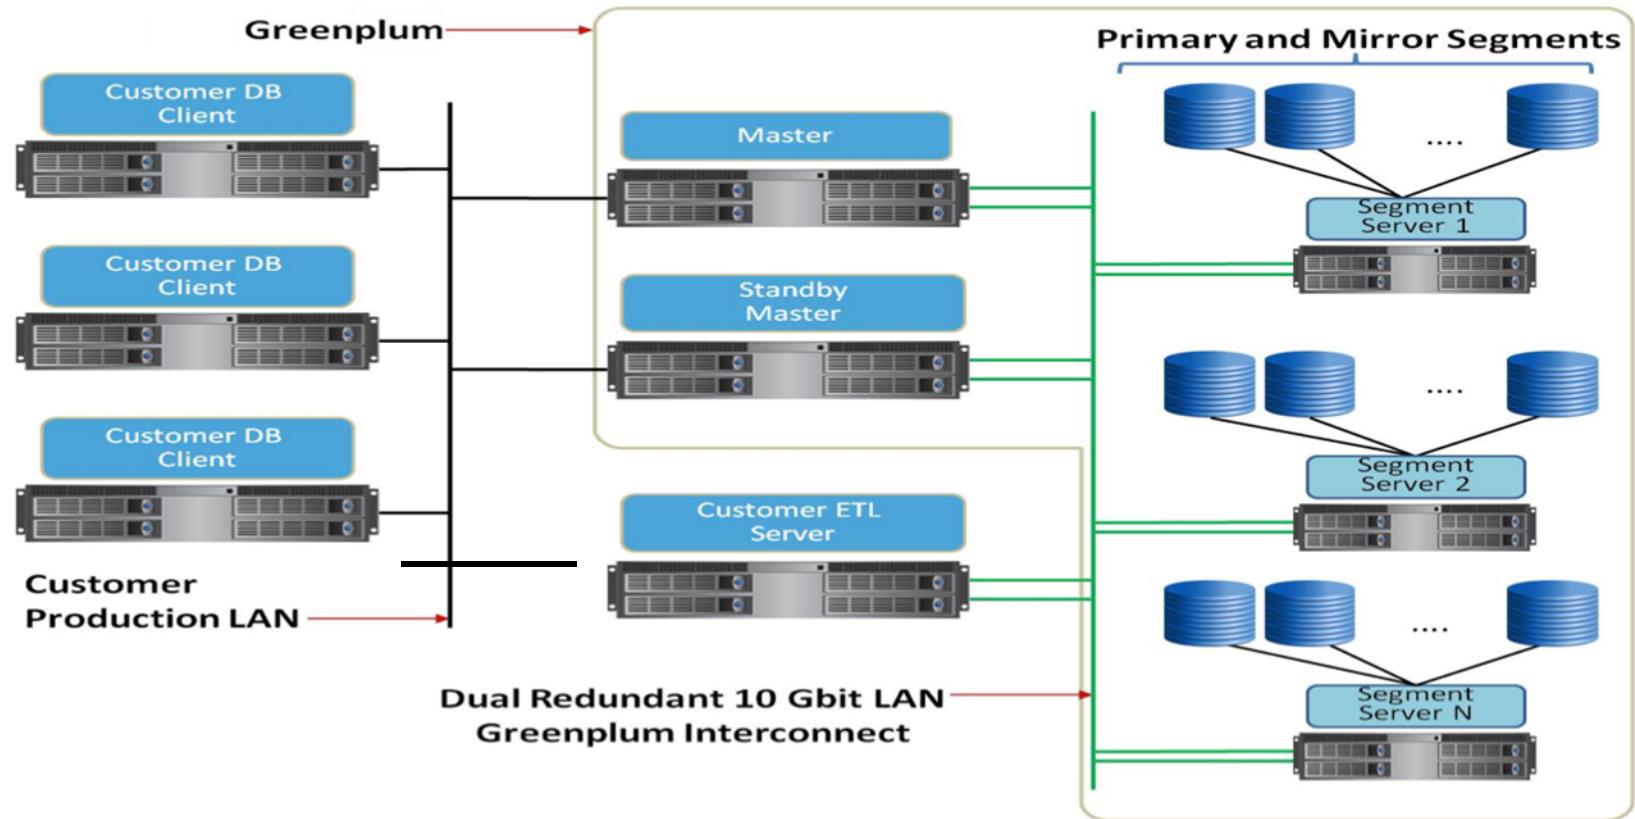 Greenplum
Primary and Mirror Segments
Customer DB
Client
Master
....
Segment
Server 1
Customer DB
Client
Standby
Master
....
Segment
Server 2
Customer DB
Client
Customer ETL
Server
Customer
Production LAN
....
Dual Redundant 10 Gbit LAN
Greenplum Interconnect
Segment
Server N